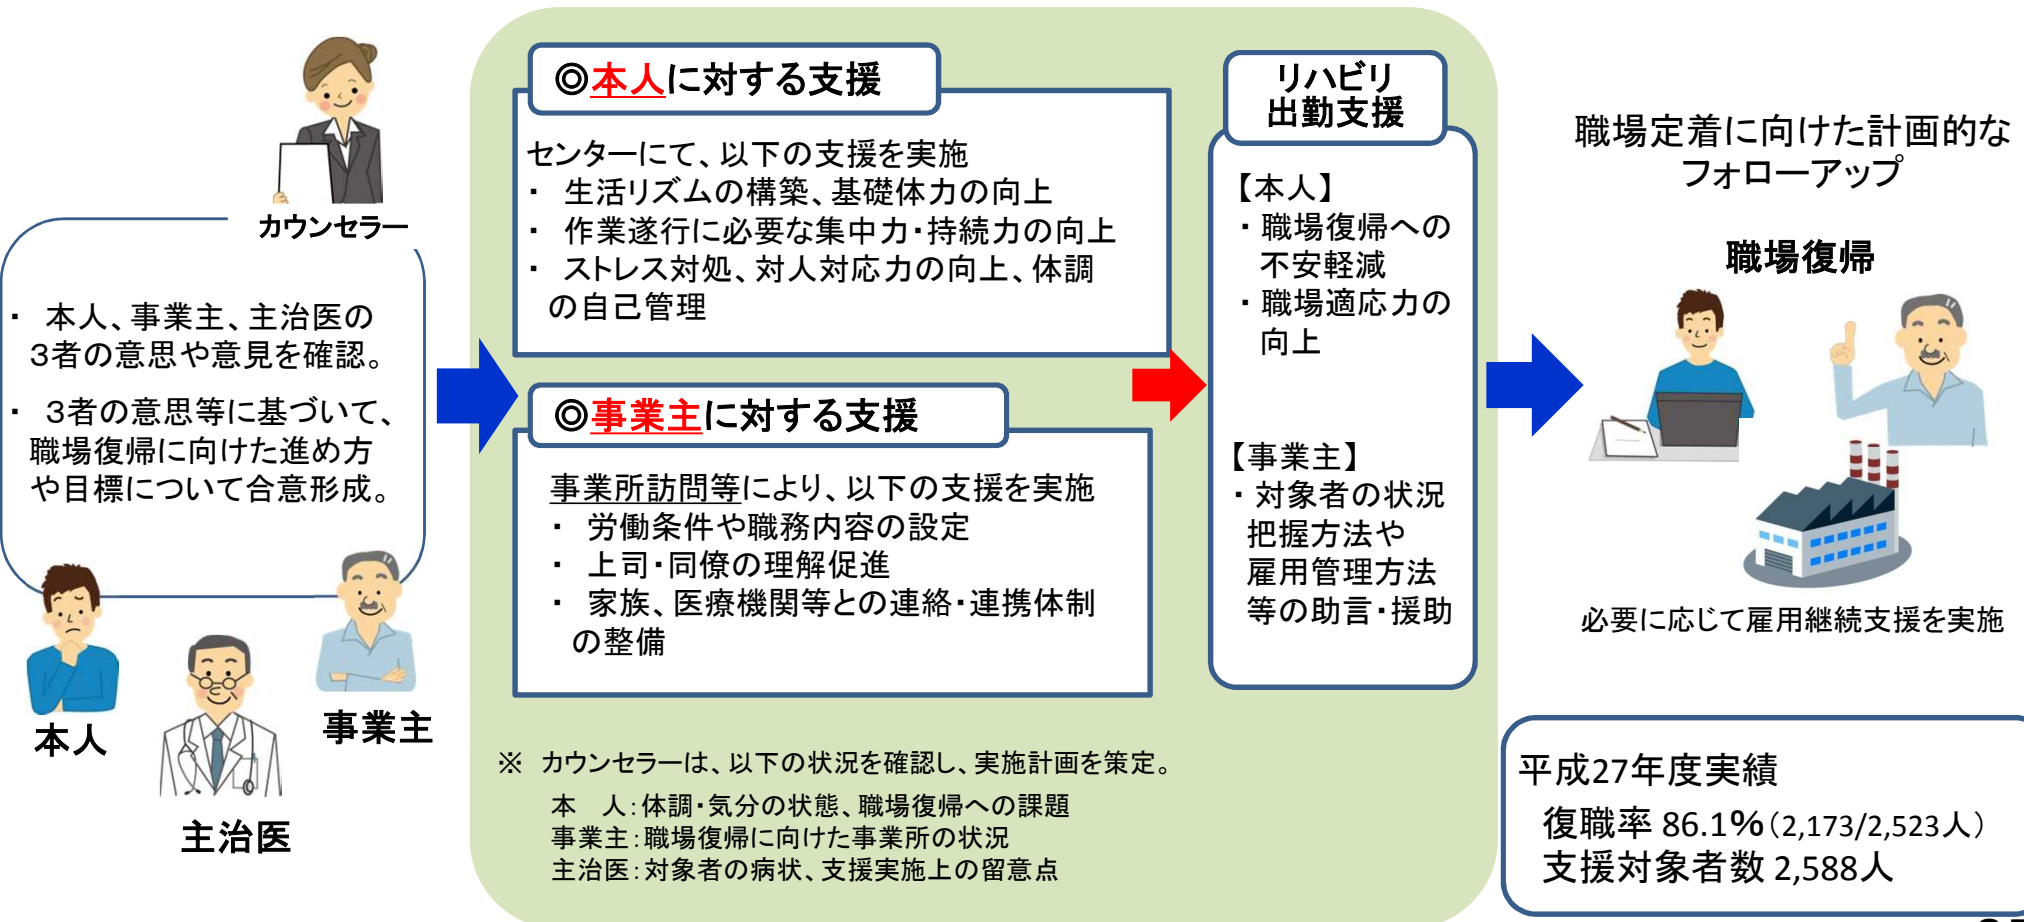 カウンセラー
・ 本人、事業主、主治医の
3者の意思や意見を確認。
・ 3者の意思等に基づいて、
職場復帰に向けた進め方
や目標について合意形成。
本人
主治医
事業主
◎本人に対する支援
センターにて、以下の支援を実施
・ 生活リズムの構築、基礎体力の向上
・ 作業遂行に必要な集中力・持続力の向上
・ ストレス対処、対人対応力の向上、体調
の自己管理
◎事業主に対する支援
事業所訪問等により、以下の支援を実施
・ 労働条件や職務内容の設定
・ 上司・同僚の理解促進
・ 家族、医療機関等との連絡・連携体制
の整備
※ カウンセラーは、以下の状況を確認し、実施計画を策定。
本 人:体調・気分の状態、職場復帰への課題
事業主:職場復帰に向けた事業所の状況
主治医:対象者の病状、支援実施上の留意点
リハビリ
出勤支援
【本人】
・職場復帰への
不安軽減
・職場適応力の
向上
【事業主】
・対象者の状況
把握方法や
雇用管理方法
等の助言・援助
職場定着に向けた計画的な
フォローアップ
職場復帰
必要に応じて雇用継続支援を実施
平成27年度実績
復職率 86.1%(2,173/2,523人)
支援対象者数 2,588人